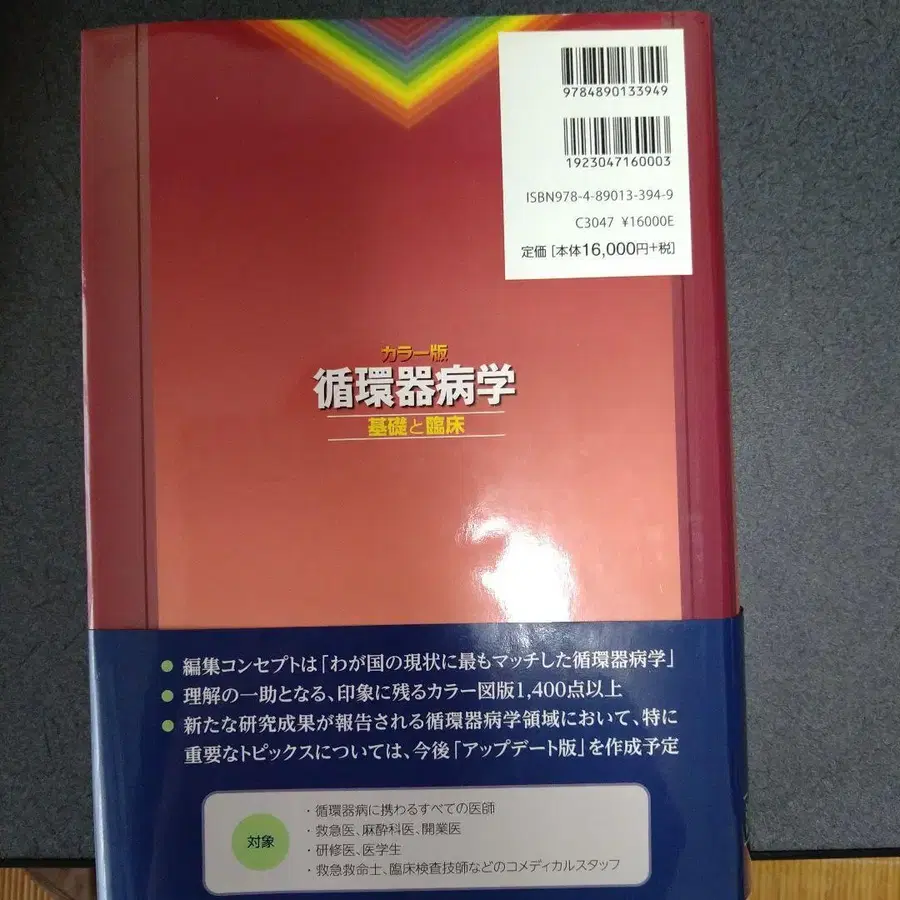 9784890133949
1923047160003
ISBN978-4-89013-394-9
C3047 ¥16000E
定価 [本体16,000円+税]
カラー版
循環器病学
基礎と臨床
● 編集コンセプトは「わが国の現状に最もマッチした循環器病学」
● 理解の一助となる、印象に残るカラー図版1,400点以上
● 新たな研究成果が報告される循環器病学領域において、特に
重要なトピックスについては、今後「アップデート版」を作成予定
対象
・循環器病に携わるすべての医師
・救急医、麻酔科医、開業医
・研修医、医学生
・救急救命士、臨床検査技師などのコメディカルスタッフ